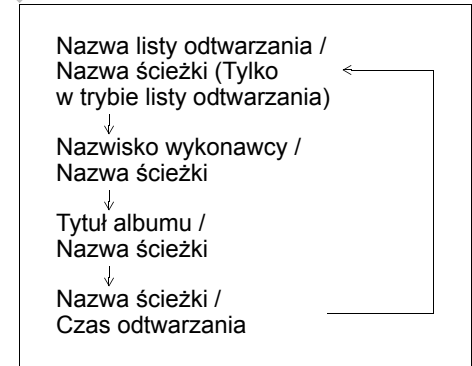 Nazwa listy odtwarzania /
Nazwa ścieżki (Tylko
w trybie listy odtwarzania)
Nazwisko wykonawcy /
Nazwa ścieżki
Tytuł albumu /
Nazwa ścieżki
Nazwa ścieżki /
Czas odtwarzania